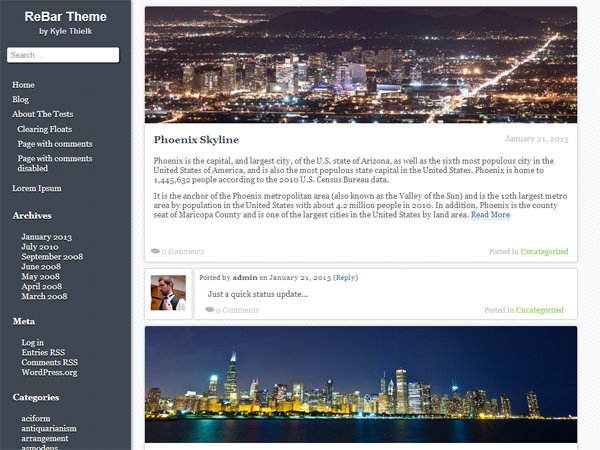 ReBar Theme
by Kyle Thielk
Search …
Home
Blog
About The Tests
Clearing Floats
Page with comments
Page with comments
disabled
Lorem Ipsum
Archives
January 2013
July 2010
September 2008
June 2008
May 2008
April 2008
March 2008
Meta
Log in
Entries RSS
Comments RSS
WordPress.org
Categories
aciform
antiquarianism
arrangement
asmodeus
Phoenix Skyline
January 21, 2013
Phoenix is the capital, and largest city, of the U.S. state of Arizona, as well as the sixth most populous city in the
United States of America, and is also the most populous state capital in the United States. Phoenix is home to
1,445,632 people according to the 2010 U.S. Census Bureau data.
It is the anchor of the Phoenix metropolitan area (also known as the Valley of the Sun) and is the 12th largest metro
area by population in the United States with about 4.2 million people in 2010. In addition, Phoenix is the county
seat of Maricopa County and is one of the largest cities in the United States by land area. Read More
0 Comments
Posted in Uncategorized
Posted by admin on January 21, 2013 (Reply)
Just a quick status update…
0 Comments
Posted in Uncategorized